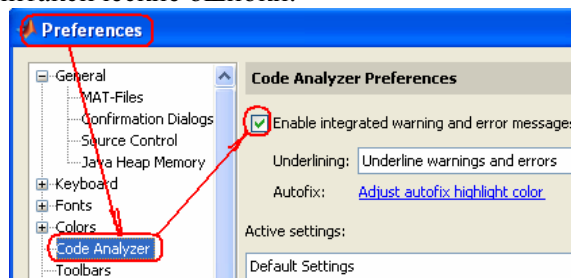 Preferences
General
MAT-Files
Confirmation Dialogs
Source Control
Java Heap Memory
Keyboard
Fonts
Colors
Code Analyzer
Toolbars
Code Analyzer Preferences
Enable integrated warning and error messages
Underlining: Underline warnings and errors
Autofix: Adjust autofix highlight color
Active settings:
Default Settings